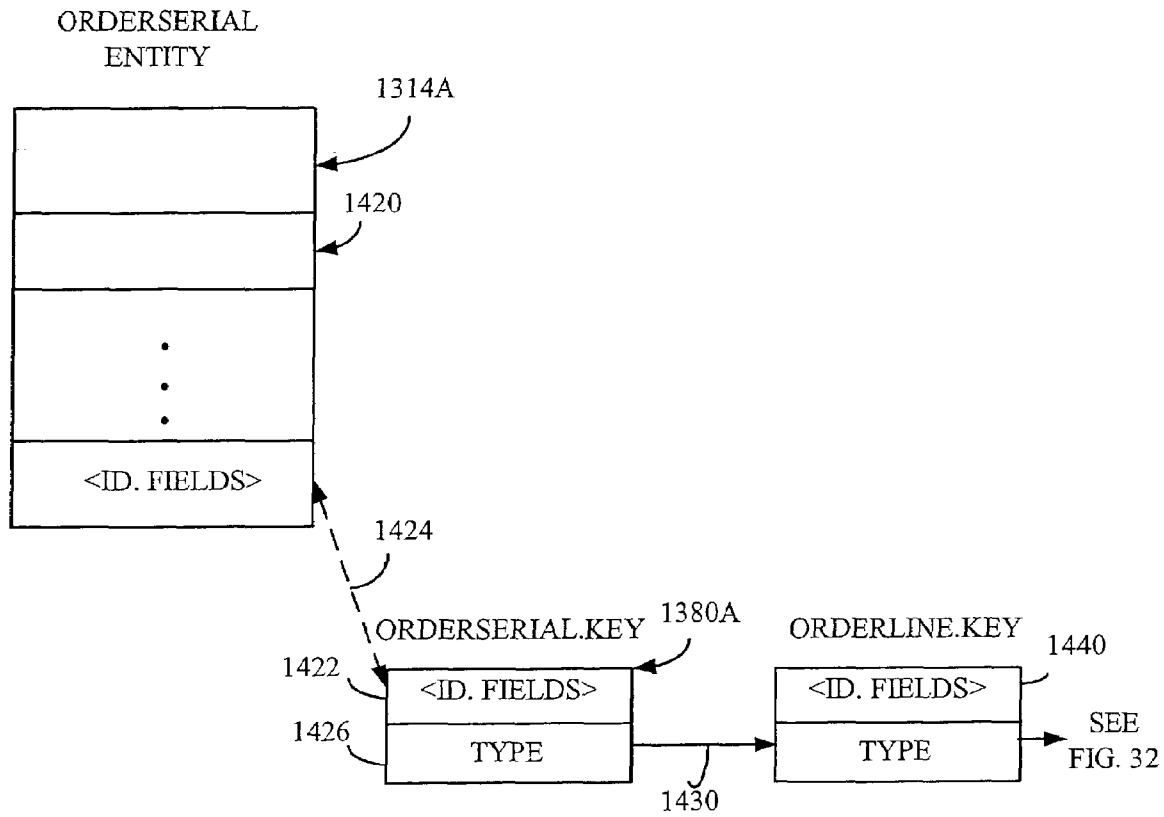 ORDERSERIAL
ENTITY
1314A
1420
<ID. FIELDS>
1424
ORDERSERIAL.KEY
1380A
ORDERLINE.KEY
1422
<ID. FIELDS>
<ID. FIELDS>
1440
1426
TYPE
TYPE
SEE
FIG. 32
1430